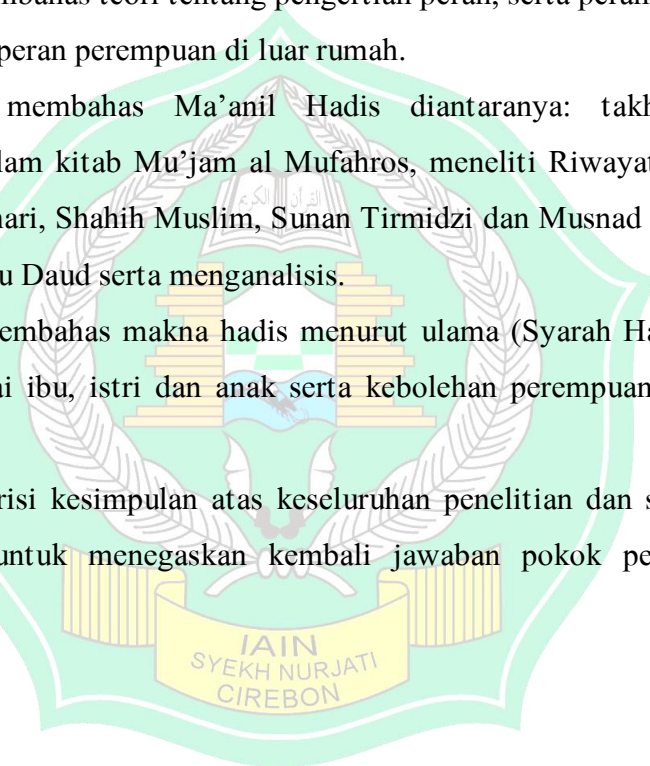 mbahas teori tentang pengertian peran, serta peran
peran perempuan di luar rumah.
membahas Ma'anil Hadis diantaranya: takh
lam kitab Mu'jam al Mufahros, meneliti Riwayat
ari, Shahih Muslim, Sunan Tirmidzi dan Musnad
u Daud serta menganalisis.
embahas makna hadis menurut ulama (Syarah Ha
ai ibu, istri dan anak serta kebolehan perempuan
risi kesimpulan atas keseluruhan penelitian dan s
untuk menegaskan kembali jawaban pokok pe
IAIN
SYEKH NURJATI
CIREBON